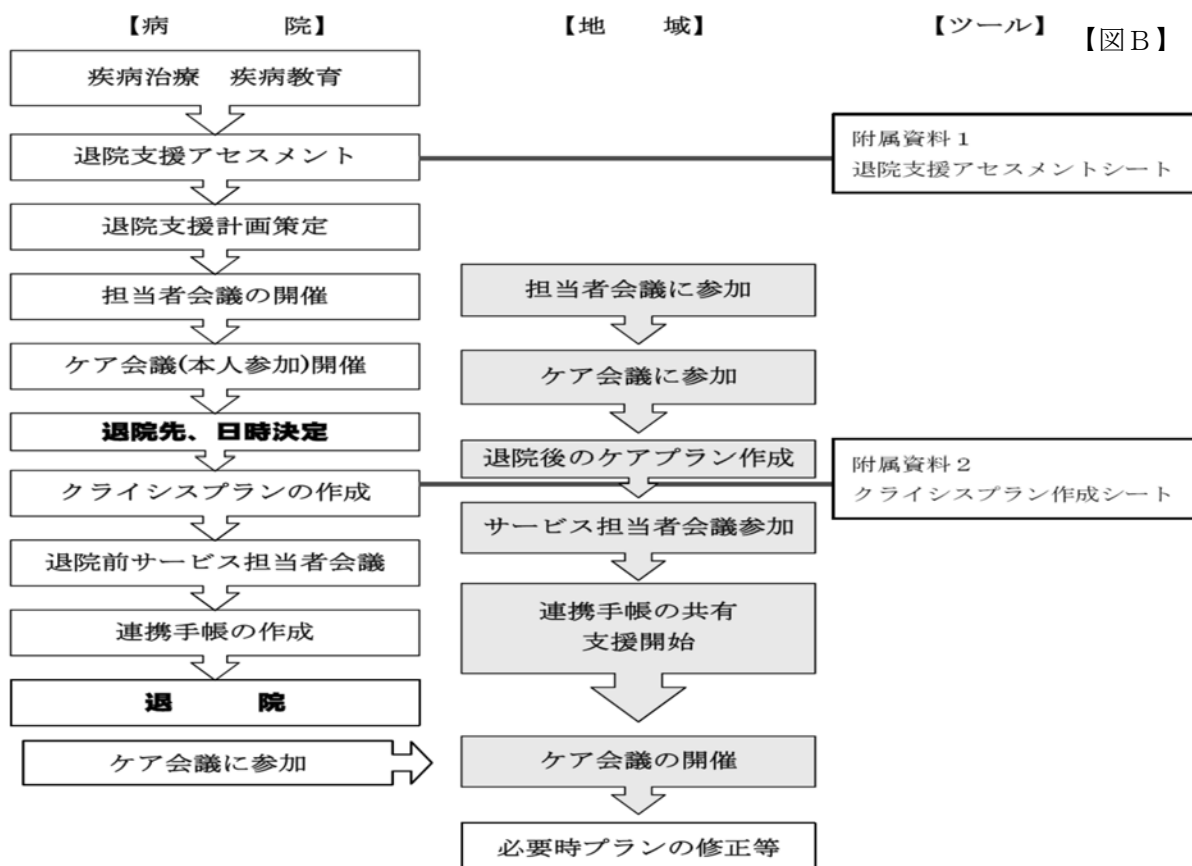 【病　　　　院】
【地　　域】
【ツール】
【図Ｂ】
疾病治療　疾病教育
退院支援アセスメント
退院支援計画策定
担当者会議の開催
ケア会議(本人参加)開催
退院先、日時決定
クライシスプランの作成
退院前サービス担当者会議
連携手帳の作成
退　　　院
ケア会議に参加
担当者会議に参加
ケア会議に参加
退院後のケアプラン作成
サービス担当者会議参加
連携手帳の共有
支援開始
ケア会議の開催
必要時プランの修正等
附属資料１
退院支援アセスメントシート
附属資料２
クライシスプラン作成シート